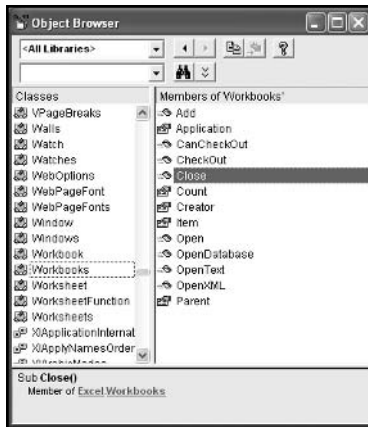 Object Browser
<All Libraries>
Classes
VPageBreaks
Walls
Watch
Watches
WebOptions
WebPageFont
WebPageFonts
Window
Windows
Workbook
Workbooks
Worksheet
WorksheetFunction
Worksheets
XlApplicationInternat
XlApplyNamesOrder
Members of 'Workbooks'
Add
Application
CanCheckOut
CheckOut
Close
Count
Creator
Item
Open
OpenDatabase
OpenText
OpenXML
Parent
Sub Close()
Member of Excel.Workbooks